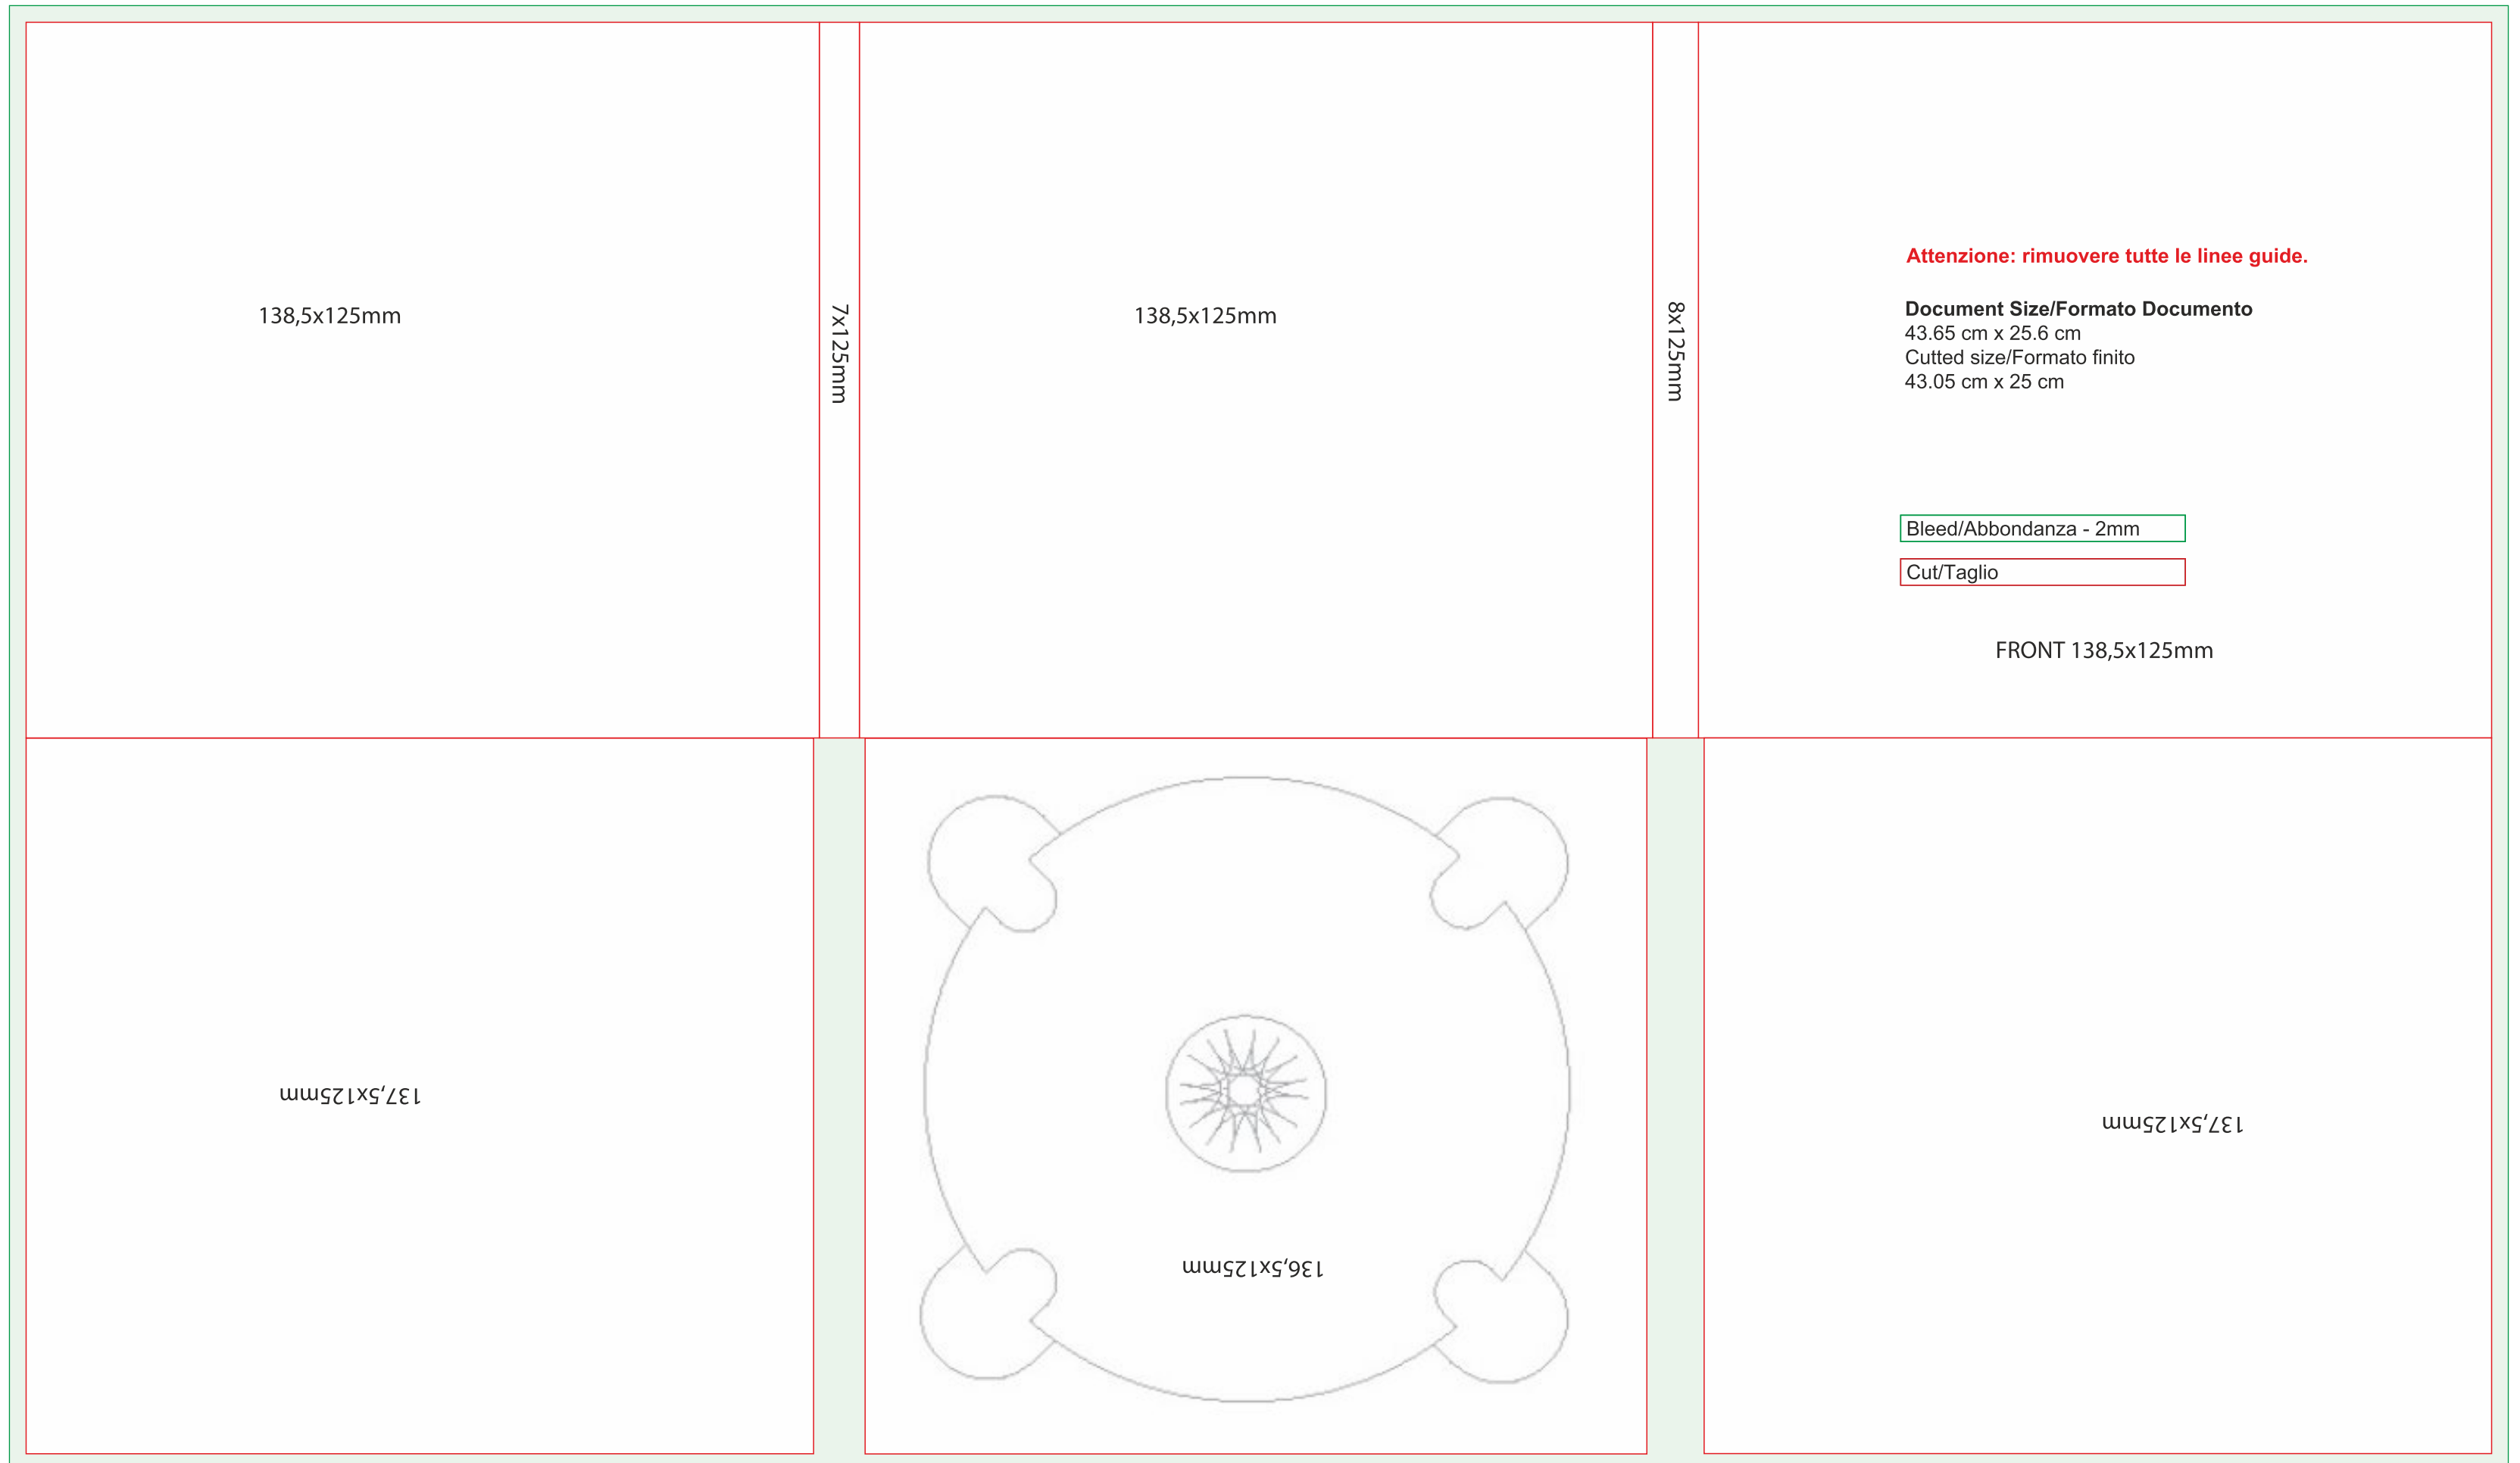 138,5x125mm
7x125mm
138,5x125mm
8x125mm
Attenzione: rimuovere tutte le linee guide.
Document Size/Formato Documento
43.65 cm x 25.6 cm
Cutted size/Formato finito
43.05 cm x 25 cm
Bleed/Abbondanza - 2mm
Cut/Taglio
FRONT 138,5x125mm
137,5x125mm
136,5x125mm
137,5x125mm